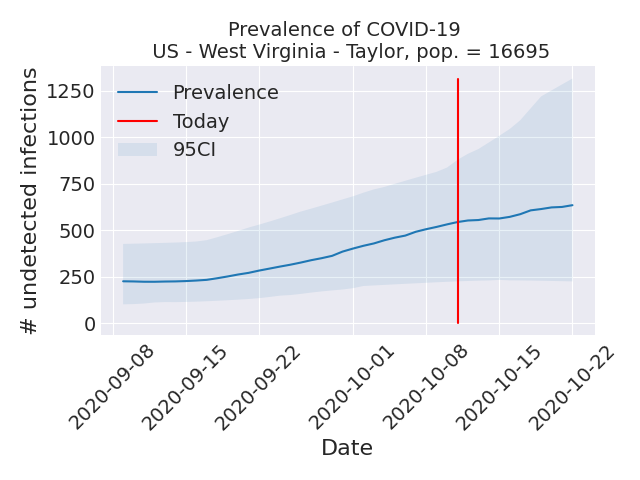 Prevalence of COVID-19
US - West Virginia - Taylor, pop. = 16695
# undetected infections
1250
1000
750
500
250
0
Prevalence
Today
95CI
2020-09-08
2020-09-15
2020-09-22
2020-10-01
2020-10-08
2020-10-15
2020-10-22
Date